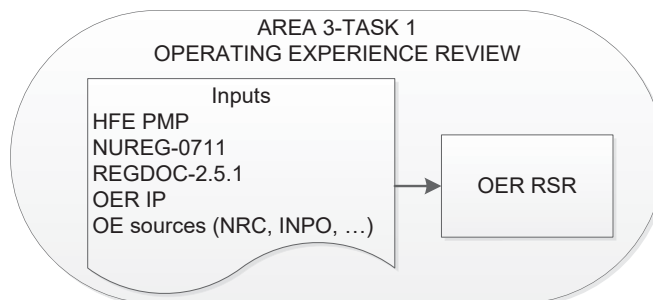 AREA 3-TASK 1
OPERATING EXPERIENCE REVIEW
Inputs
HFE PMP
NUREG-0711
REGDOC-2.5.1
OER IP
OE sources (NRC, INPO, …)
OER RSR